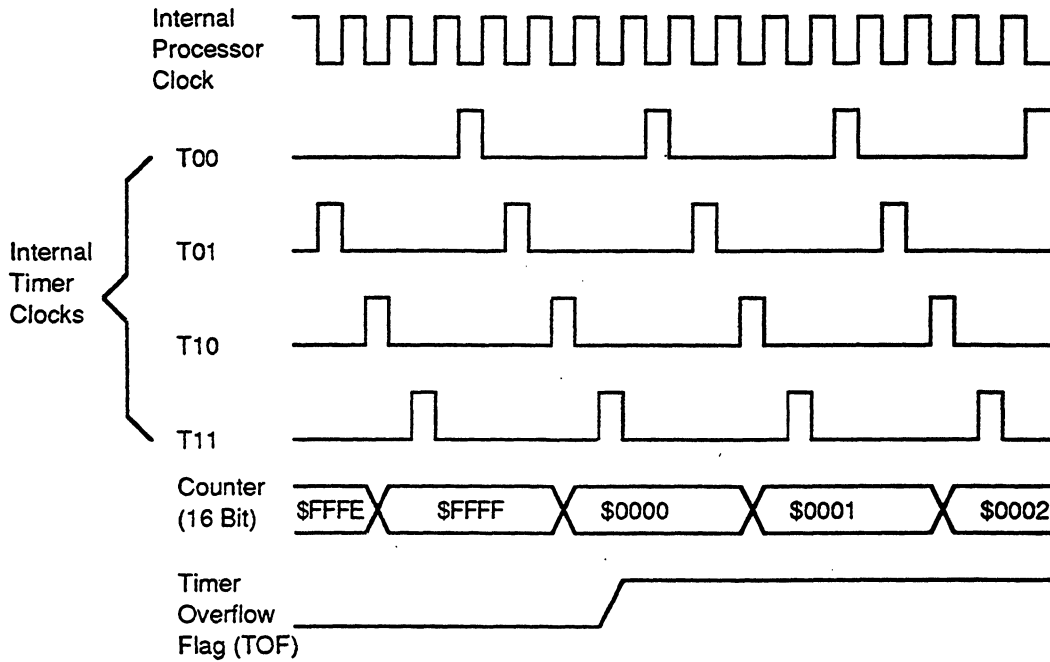 Internal
Processor
Clock
T00
T01
Internal
Timer
Clocks
T10
T11
Counter
(16 Bit)
$FFFE
$FFFF
$0000
$0001
$0002
Timer
Overflow
Flag (TOF)